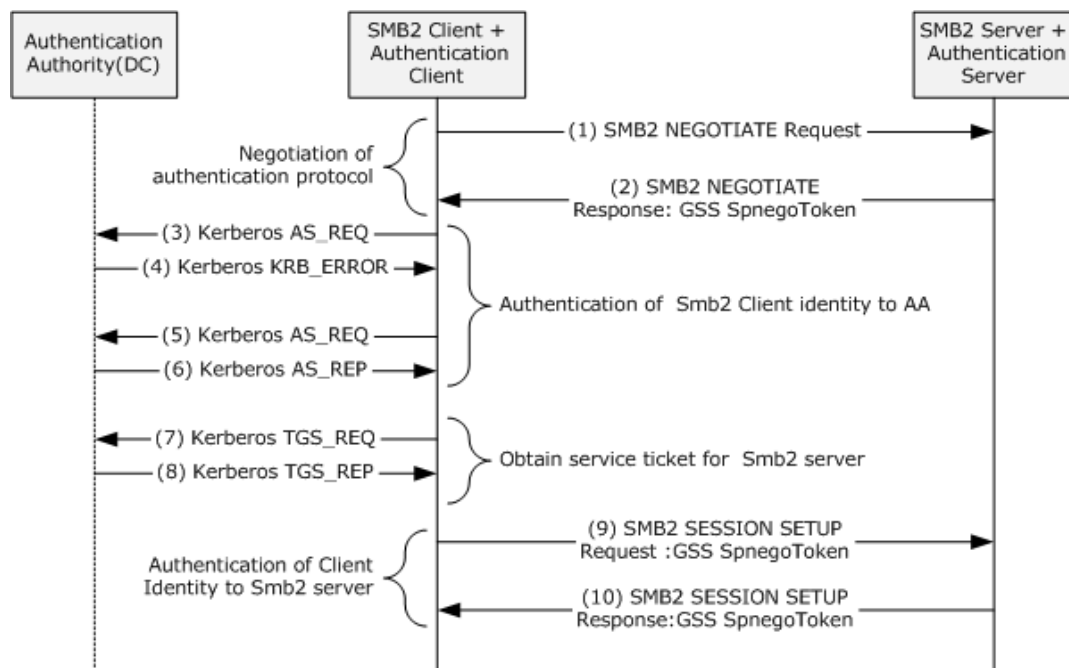 Authentication
Authority(DC)
SMB2 Client +
Authentication
Client
SMB2 Server +
Authentication
Server
(1) SMB2 NEGOTIATE Request
Negotiation of
authentication protocol
(2) SMB2 NEGOTIATE
Response: GSS SpnegoToken
(3) Kerberos AS_REQ
(4) Kerberos KRB_ERROR
Authentication of Smb2 Client identity to AA
(5) Kerberos AS_REQ
(6) Kerberos AS_REP
(7) Kerberos TGS_REQ
Obtain service ticket for Smb2 server
(8) Kerberos TGS_REP
(9) SMB2 SESSION SETUP
Request :GSS SpnegoToken
Authentication of Client
Identity to Smb2 server
(10) SMB2 SESSION SETUP
Response:GSS SpnegoToken